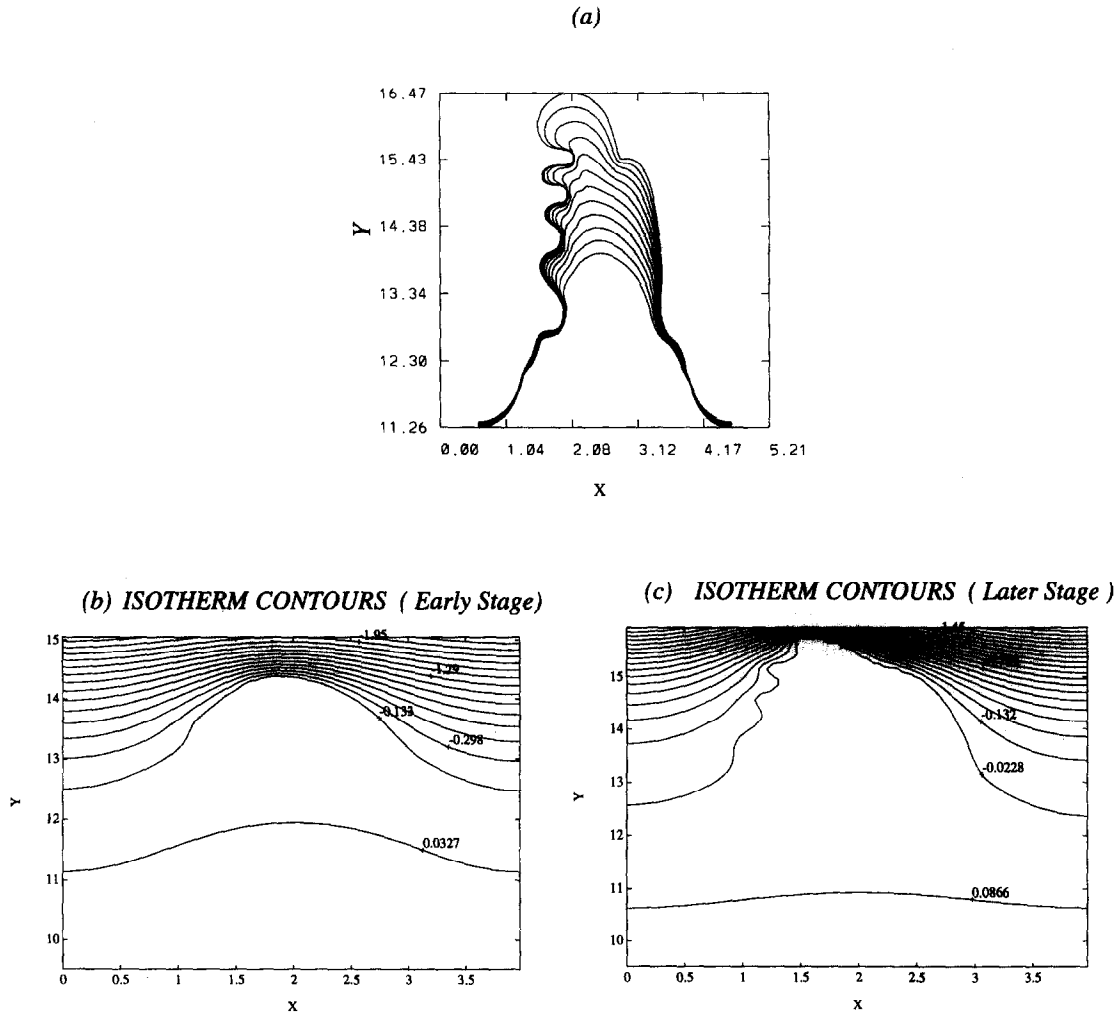 (a)
16.47
15.43
14.38
13.34
12.30
11.26
Y
0.00 1.04 2.08 3.12 4.17 5.21
X
(b) ISOTHERM CONTOURS ( Early Stage)
15
14
13
12
11
10
Y
-1.95
-1.29
-0.133
-0.298
0.0327
0 0.5 1 1.5 2 2.5 3 3.5
X
(c) ISOTHERM CONTOURS ( Later Stage )
15
14
13
12
11
10
Y
-0.132
-0.0228
0.0866
0 0.5 1 1.5 2 2.5 3 3.5
X